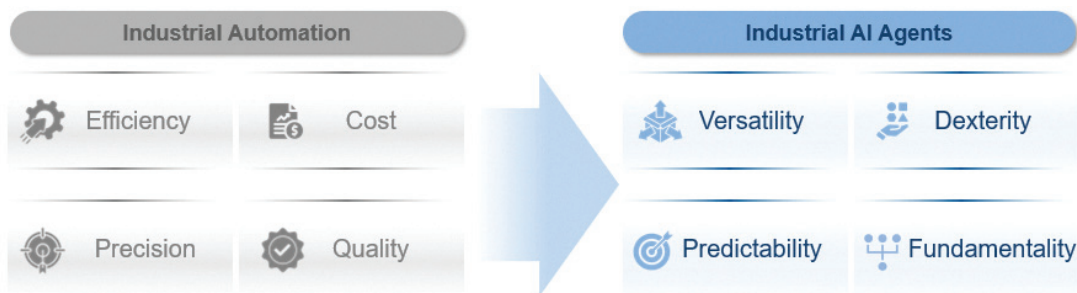 Industrial Automation
Efficiency
Cost
Precision
Quality
Industrial AI Agents
Versatility
Dexterity
Predictability
Fundamentality